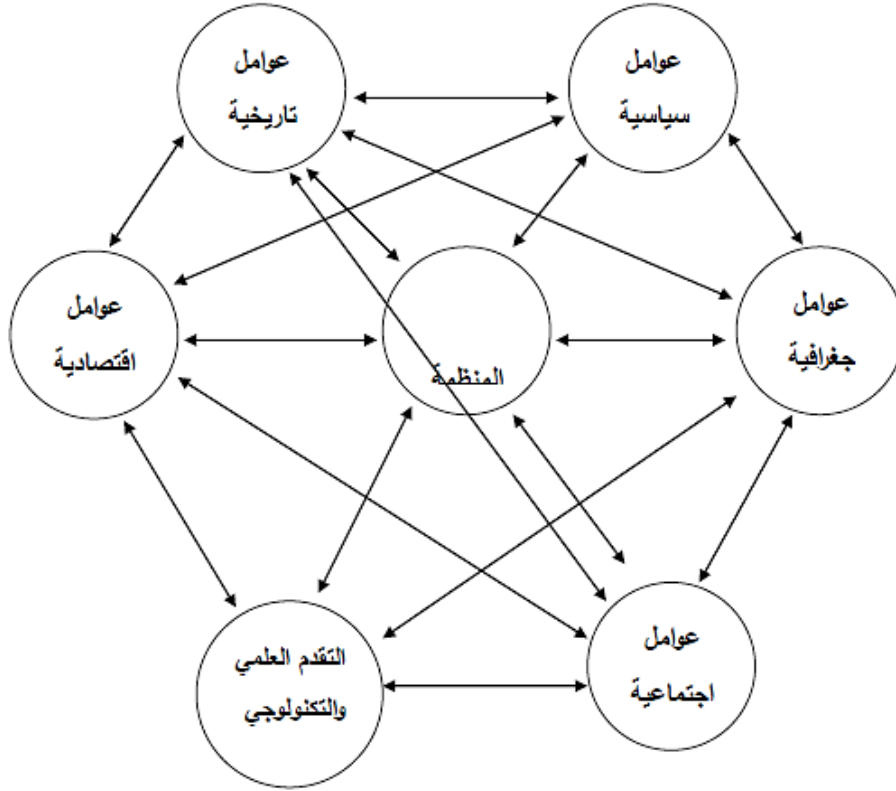 عوامل
سياسية
عوامل
تاريخية
عوامل
جغرافية
المنظمة
عوامل
اقتصادية
عوامل
اجتماعية
التقدم العلمي
والتكنولوجي